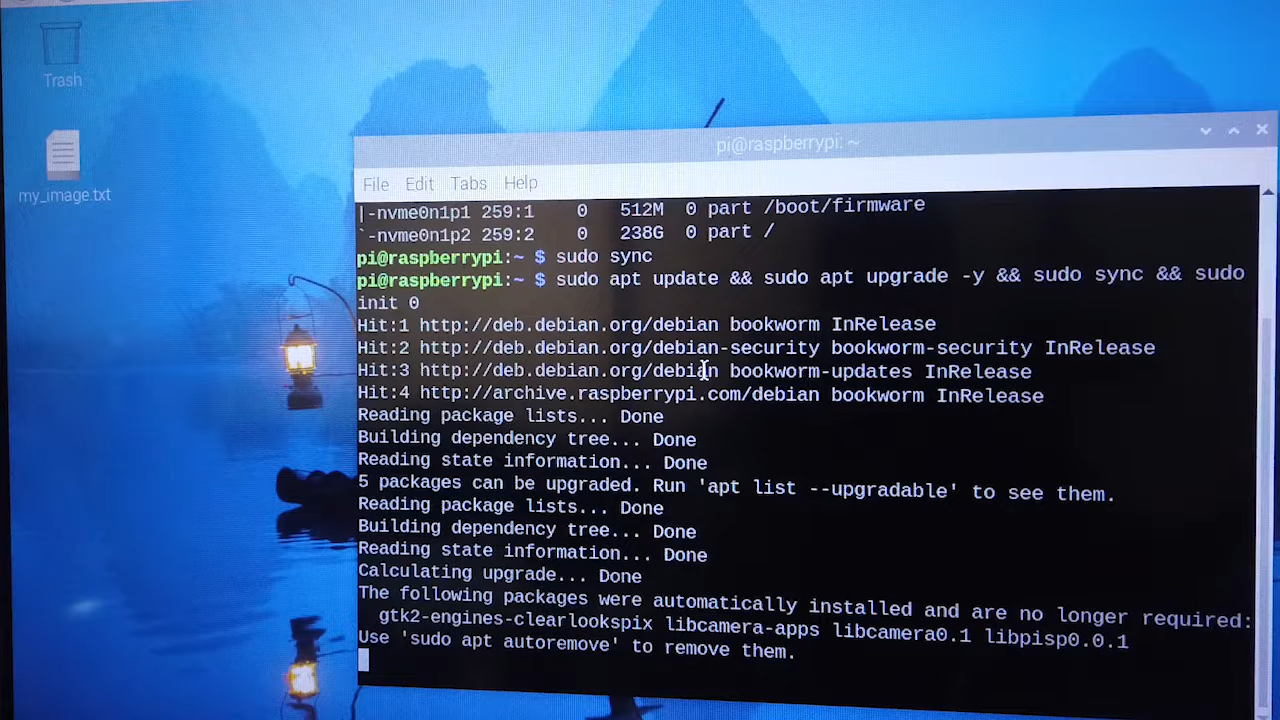 Trash
my_image.txt
pi@raspberrypi: ~
File Edit Tabs Help
|-nvme0n1p1 259:1 0 512M 0 part /boot/firmware
`-nvme0n1p2 259:2 0 238G 0 part /
pi@raspberrypi:~ $ sudo sync
pi@raspberrypi:~ $ sudo apt update && sudo apt upgrade -y && sudo sync && sudo
init 0
Hit:1 http://deb.debian.org/debian bookworm InRelease
Hit:2 http://deb.debian.org/debian-security bookworm-security InRelease
Hit:3 http://deb.debian.org/debian bookworm-updates InRelease
Hit:4 http://archive.raspberrypi.com/debian bookworm InRelease
Reading package lists... Done
Building dependency tree... Done
Reading state information... Done
5 packages can be upgraded. Run 'apt list --upgradable' to see them.
Reading package lists... Done
Building dependency tree... Done
Reading state information... Done
Calculating upgrade... Done
The following packages were automatically installed and are no longer required:
gtk2-engines-clearlookspix libcamera-apps libcamera0.1 libpisp0.0.1
Use 'sudo apt autoremove' to remove them.